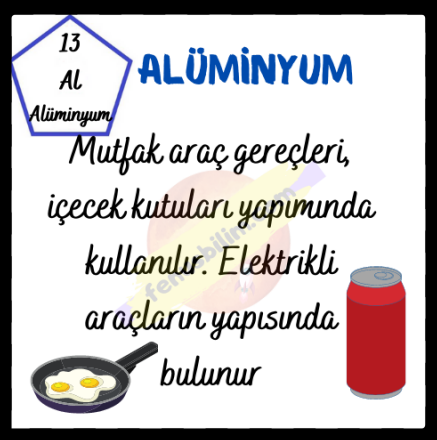 13
Al
Alüminyum
ALÜMİNYUM
Mutfak araç gereçleri,
içecek kutuları yapımında
kullanılır. Elektrikli
araçların yapısında
bulunur